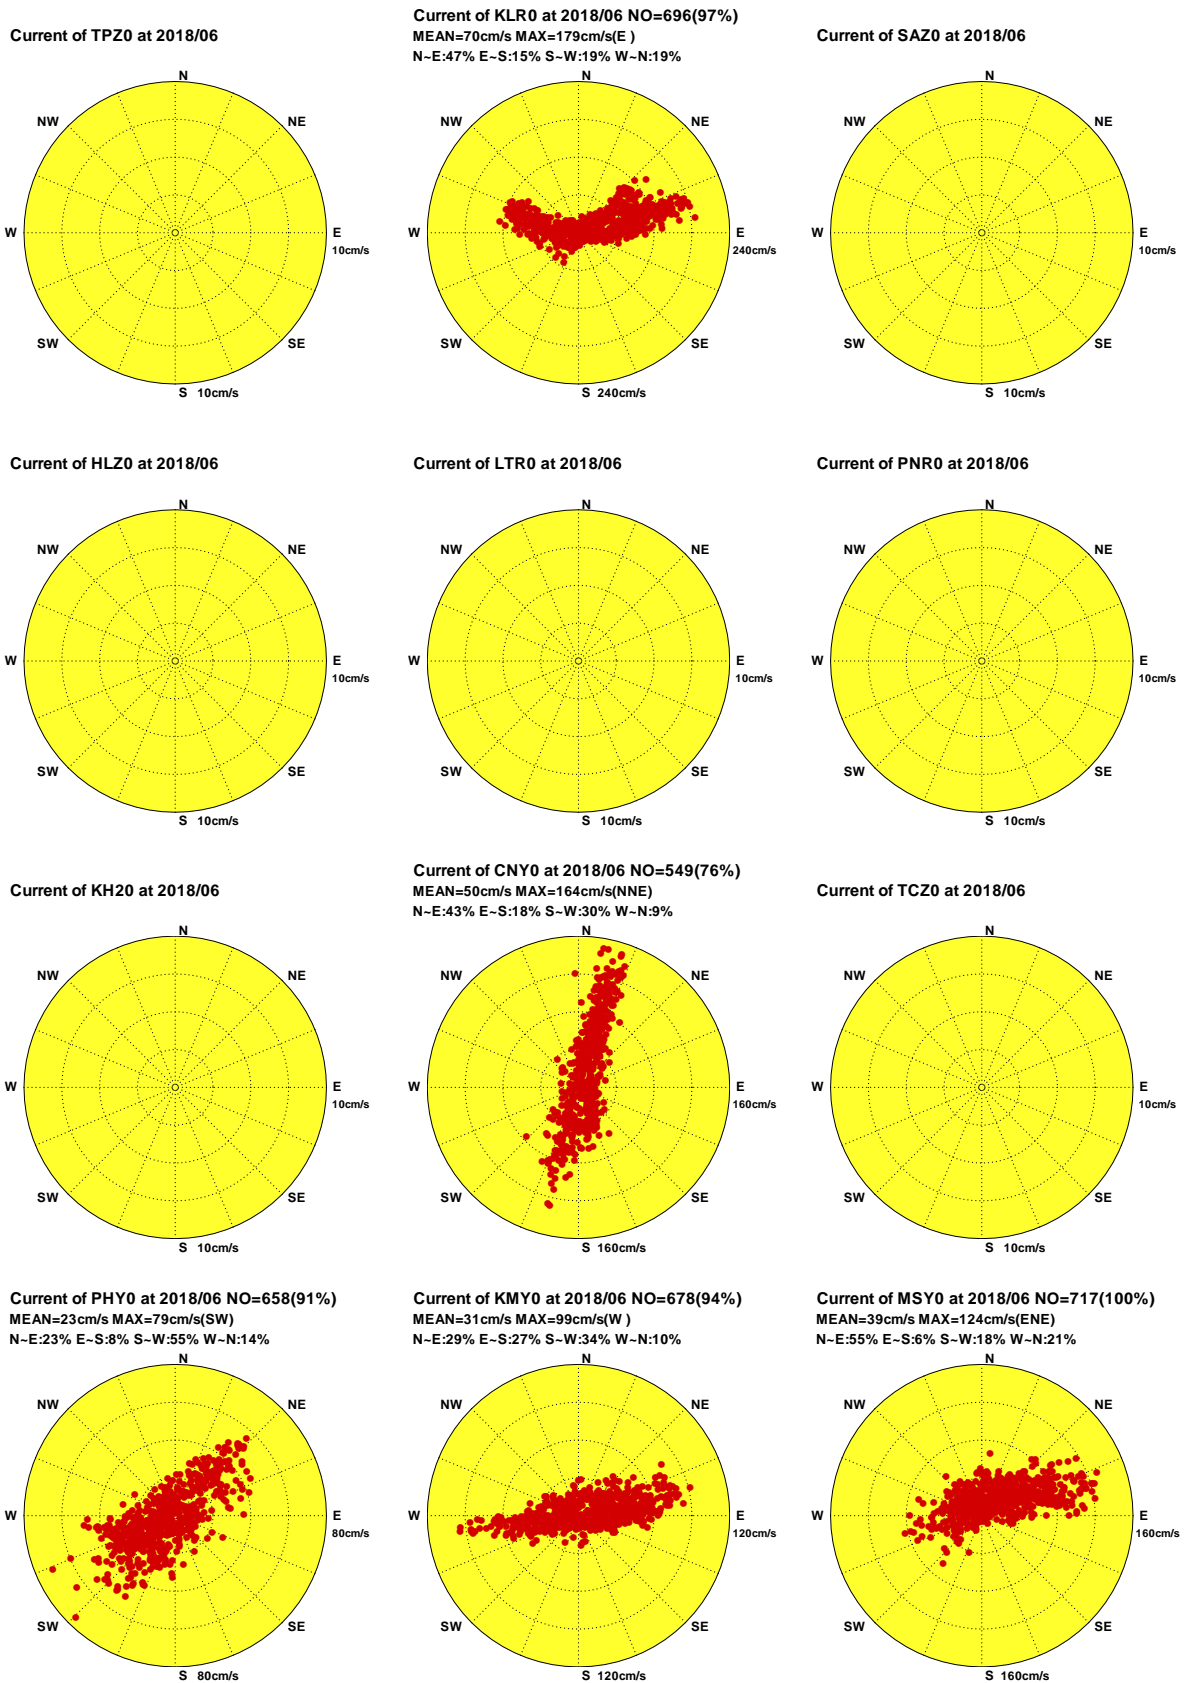 Current of TPZ0 at 2018/06
N
NW
NE
W
E
10cm/s
SW
SE
S 10cm/s
Current of KLR0 at 2018/06 NO=696(97%)
MEAN=70cm/s MAX=179cm/s(E )
N~E:47% E~S:15% S~W:19% W~N:19%
N
NW
NE
W
E
240cm/s
SW
SE
S 240cm/s
Current of SAZ0 at 2018/06
N
NW
NE
W
E
10cm/s
SW
SE
S 10cm/s
Current of HLZ0 at 2018/06
N
NW
NE
W
E
10cm/s
SW
SE
S 10cm/s
Current of LTR0 at 2018/06
N
NW
NE
W
E
10cm/s
SW
SE
S 10cm/s
Current of PNR0 at 2018/06
N
NW
NE
W
E
10cm/s
SW
SE
S 10cm/s
Current of KH20 at 2018/06
N
NW
NE
W
E
10cm/s
SW
SE
S 10cm/s
Current of CNY0 at 2018/06 NO=549(76%)
MEAN=50cm/s MAX=164cm/s(NNE)
N~E:43% E~S:18% S~W:30% W~N:9%
N
NW
NE
W
E
160cm/s
SW
SE
S 160cm/s
Current of TCZ0 at 2018/06
N
NW
NE
W
E
10cm/s
SW
SE
S 10cm/s
Current of PHY0 at 2018/06 NO=658(91%)
MEAN=23cm/s MAX=79cm/s(SW)
N~E:23% E~S:8% S~W:55% W~N:14%
N
NW
NE
W
E
80cm/s
SW
SE
S 80cm/s
Current of KMY0 at 2018/06 NO=678(94%)
MEAN=31cm/s MAX=99cm/s(W )
N~E:29% E~S:27% S~W:34% W~N:10%
N
NW
NE
W
E
120cm/s
SW
SE
S 120cm/s
Current of MSY0 at 2018/06 NO=717(100%)
MEAN=39cm/s MAX=124cm/s(ENE)
N~E:55% E~S:6% S~W:18% W~N:21%
N
NW
NE
W
E
160cm/s
SW
SE
S 160cm/s